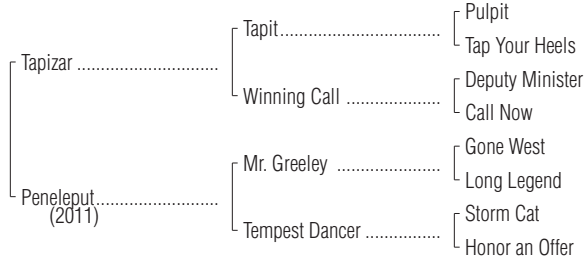 Pulpit
Tapit
Tap Your Heels
Tapizar
Deputy Minister
Winning Call
Call Now
Gone West
Mr. Greeley
Long Legend
Peneleput
(2011)
Storm Cat
Tempest Dancer
Honor an Offer